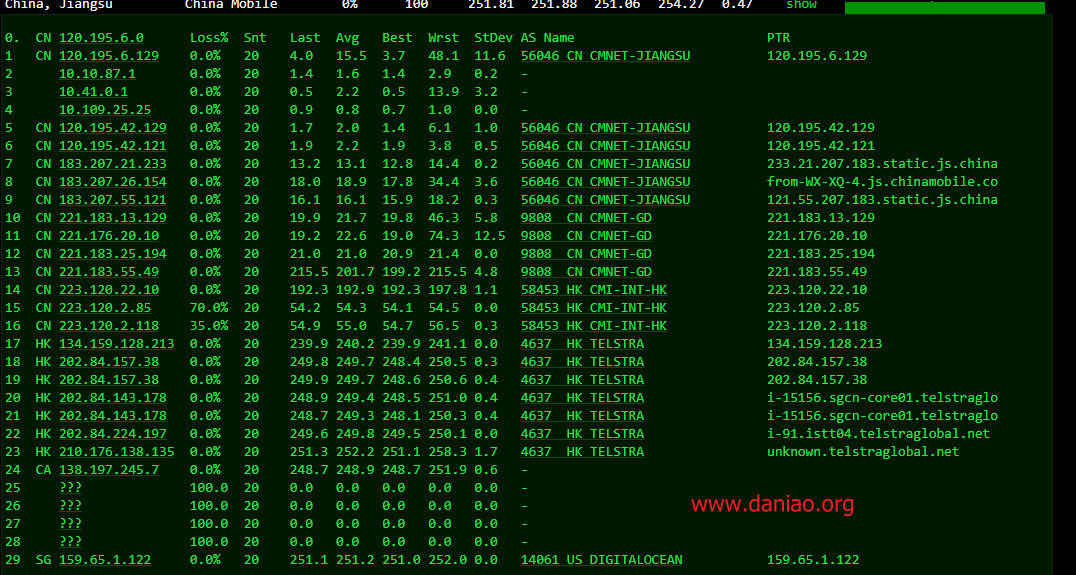 China, Jiangsu China Mobile 0% 100 251.81 251.88 251.06 254.27 0.47 show
0. CN 120.195.6.0 Loss% Snt Last Avg Best Wrst StDev AS Name PTR
1 CN 120.195.6.129 0.0% 20 4.0 15.5 3.7 48.1 11.6 56046 CN CMNET-JIANGSU 120.195.6.129
2 10.10.87.1 0.0% 20 1.4 1.6 1.4 2.9 0.2 -
3 10.41.0.1 0.0% 20 0.5 2.2 0.5 13.9 3.2 -
4 10.109.25.25 0.0% 20 0.9 0.8 0.7 1.0 0.0 -
5 CN 120.195.42.129 0.0% 20 1.7 2.0 1.4 6.1 1.0 56046 CN CMNET-JIANGSU 120.195.42.129
6 CN 120.195.42.121 0.0% 20 1.9 2.2 1.9 3.8 0.5 56046 CN CMNET-JIANGSU 120.195.42.121
7 CN 183.207.21.233 0.0% 20 13.2 13.1 12.8 14.4 0.2 56046 CN CMNET-JIANGSU 233.21.207.183.static.js.china
8 CN 183.207.26.154 0.0% 20 18.0 18.9 17.8 34.4 3.6 56046 CN CMNET-JIANGSU from-WX-XQ-4.js.chinamobile.co
9 CN 183.207.55.121 0.0% 20 16.1 16.1 15.9 18.2 0.3 56046 CN CMNET-JIANGSU 121.55.207.183.static.js.china
10 CN 221.183.13.129 0.0% 20 19.9 21.7 19.8 46.3 5.8 9808 CN CMNET-GD 221.183.13.129
11 CN 221.176.20.10 0.0% 20 19.2 22.6 19.0 74.3 12.5 9808 CN CMNET-GD 221.176.20.10
12 CN 221.183.25.194 0.0% 20 21.0 21.0 20.9 21.4 0.0 9808 CN CMNET-GD 221.183.25.194
13 CN 221.183.55.49 0.0% 20 215.5 201.7 199.2 215.5 4.8 9808 CN CMNET-GD 221.183.55.49
14 CN 223.120.22.10 0.0% 20 192.3 192.9 192.3 197.8 1.1 58453 HK CMI-INT-HK 223.120.22.10
15 CN 223.120.2.85 70.0% 20 54.2 54.3 54.1 54.5 0.0 58453 HK CMI-INT-HK 223.120.2.85
16 CN 223.120.2.118 35.0% 20 54.9 55.0 54.7 56.5 0.3 58453 HK CMI-INT-HK 223.120.2.118
17 HK 134.159.128.213 0.0% 20 239.9 240.2 239.9 241.1 0.0 4637 HK TELSTRA 134.159.128.213
18 HK 202.84.157.38 0.0% 20 249.8 249.7 248.4 250.5 0.3 4637 HK TELSTRA 202.84.157.38
19 HK 202.84.157.38 0.0% 20 249.9 249.7 248.6 250.6 0.4 4637 HK TELSTRA 202.84.157.38
20 HK 202.84.143.178 0.0% 20 248.9 249.4 248.5 251.0 0.4 4637 HK TELSTRA i-15156.sgcn-core01.telstraglo
21 HK 202.84.143.178 0.0% 20 248.7 249.3 248.1 250.3 0.4 4637 HK TELSTRA i-15156.sgcn-core01.telstraglo
22 HK 202.84.224.197 0.0% 20 249.6 249.8 249.5 250.1 0.0 4637 HK TELSTRA i-91.istt04.telstraglobal.net
23 HK 210.176.138.135 0.0% 20 251.3 252.2 251.1 258.3 1.7 4637 HK TELSTRA unknown.telstraglobal.net
24 CA 138.197.245.7 0.0% 20 248.7 248.9 248.7 251.9 0.6 -
25 ??? 100.0 20 0.0 0.0 0.0 0.0 0.0 -
26 ??? 100.0 20 0.0 0.0 0.0 0.0 0.0 -
27 ??? 100.0 20 0.0 0.0 0.0 0.0 0.0 -
28 ??? 100.0 20 0.0 0.0 0.0 0.0 0.0 -
29 SG 159.65.1.122 0.0% 20 251.1 251.2 251.0 252.0 0.0 14061 US DIGITALOCEAN 159.65.1.122
www.daniao.org